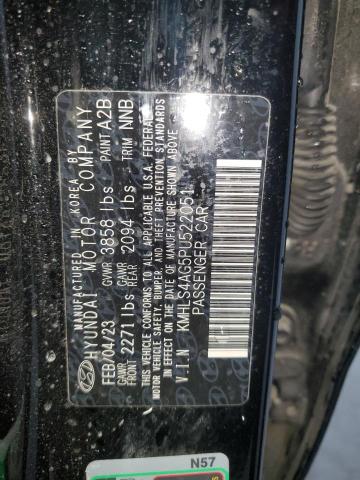 MANUFACTURED IN KOREA BY
HYUNDAI MOTOR COMPANY
FEB/04/23 GVWR 3858 lbs PAINT A2B
GAWR FRONT 2271 lbs GAWR REAR 2094 lbs TRIM NNB
THIS VEHICLE CONFORMS TO ALL APPLICABLE U.S.A. FEDERAL
MOTOR VEHICLE SAFETY, BUMPER, AND THEFT PREVENTION
STANDARDS IN EFFECT ON THE DATE OF MANUFACTURE SHOWN ABOVE.
V.I.N KMHLS4AG5PU522051
PASSENGER CAR
N57